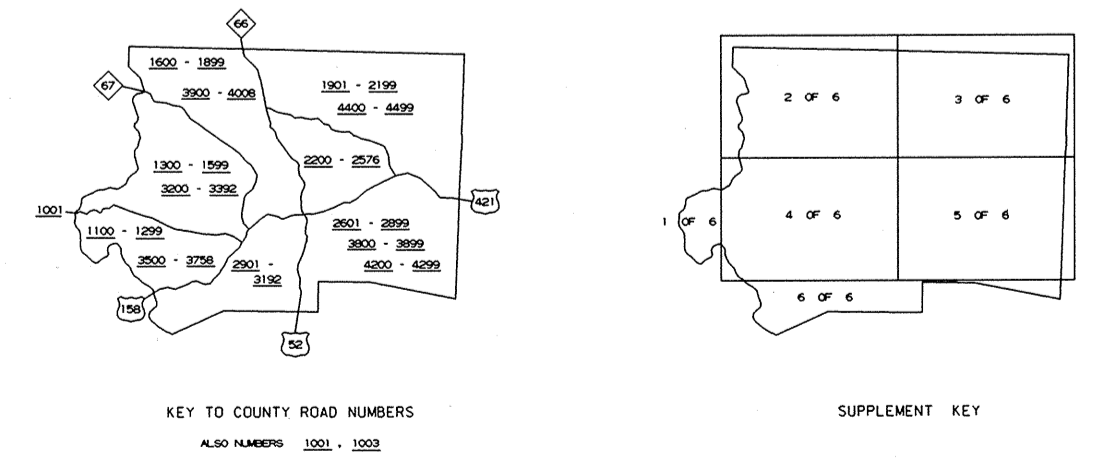 66
1600 - 1899
67
3900 - 4008
1901 - 2199
4400 - 4499
2200 - 2576
1300 - 1599
3200 - 3392
421
1001
1100 - 1299
3500 - 3758
2601 - 2899
3800 - 3899
4200 - 4299
2901 -
3192
158
52
KEY TO COUNTY ROAD NUMBERS
ALSO NUMBERS 1001 , 1003
2 OF 6
3 OF 6
1 OF 6
4 OF 6
5 OF 6
6 OF 6
SUPPLEMENT KEY